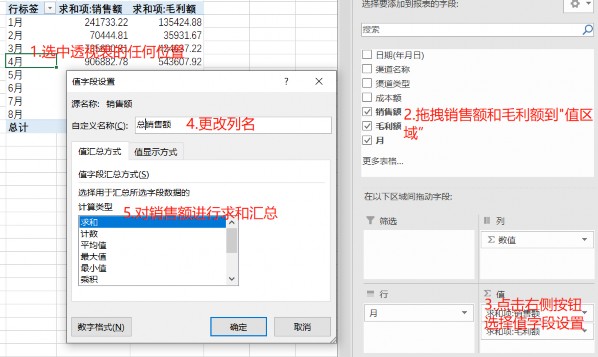 行标签 求和项:销售额 求和项:毛利额
1月 241733.22 135424.88
2月 70444.81 35931.67
3月
1.选中透视表的任何位置
4月 906882.78 543607.92
5月
6月
7月
8月
总计
值字段设置
? ×
源名称: 销售额
自定义名称(C): 总销售额
4.更改列名
值汇总方式 值显示方式
值字段汇总方式(S)
选择用于汇总所选字段数据的
计算类型
5.对销售额进行求和汇总
求和
计数
平均值
最大值
最小值
乘积
数字格式(N) 确定 取消
选择要添加到报表的字段:
搜索
日期(年月日)
渠道名称
渠道类型
成本额
销售额
毛利额
月
2.拖拽销售额和毛利额到"值区
域"
更多表格...
在以下区域间拖动字段:
筛选 列
Σ 数值
行 Σ 值
月 求和项:销售额
求和项:毛利额
3.点击右侧按钮
选择值字段设置